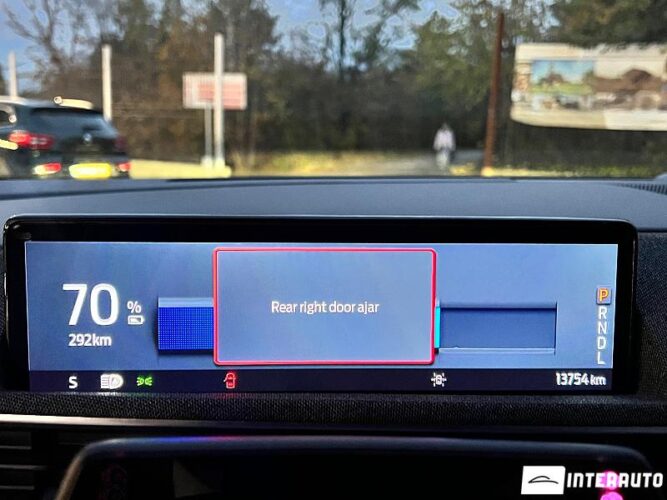 70 %
292km
Rear right door ajar
P
R
N
D
L
S
13754 km
INTERAUTO